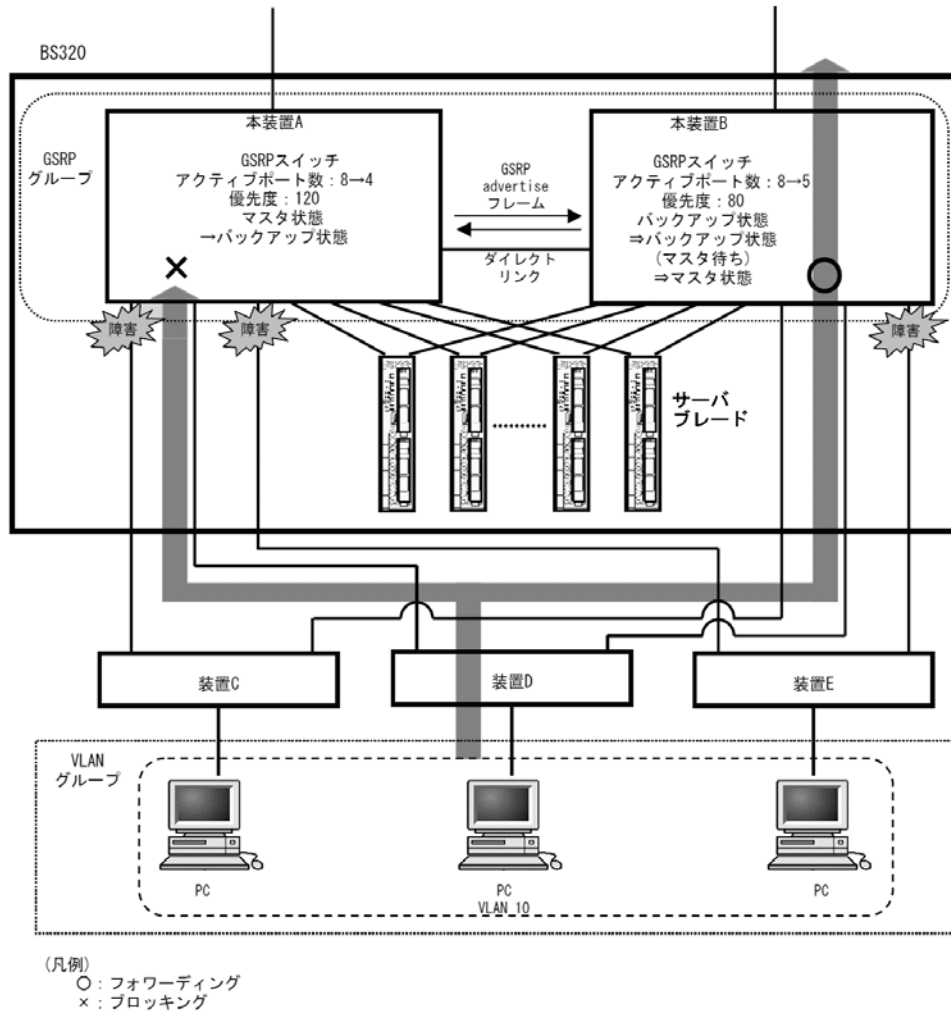 BS320
本装置A
GSRPスイッチ
アクティブポート数：8→4
優先度：120
マスタ状態
→バックアップ状態
GSRP
グループ
GSRP
advertise
フレーム
ダイレクト
リンク
本装置B
GSRPスイッチ
アクティブポート数：8→5
優先度：80
バックアップ状態
⇒バックアップ状態
(マスタ待ち)
⇒マスタ状態
障害
障害
障害
サーバ
ブレード
装置C
装置D
装置E
VLAN
グループ
PC
PC
PC
VLAN 10
(凡例)
○：フォワーディング
×：ブロッキング